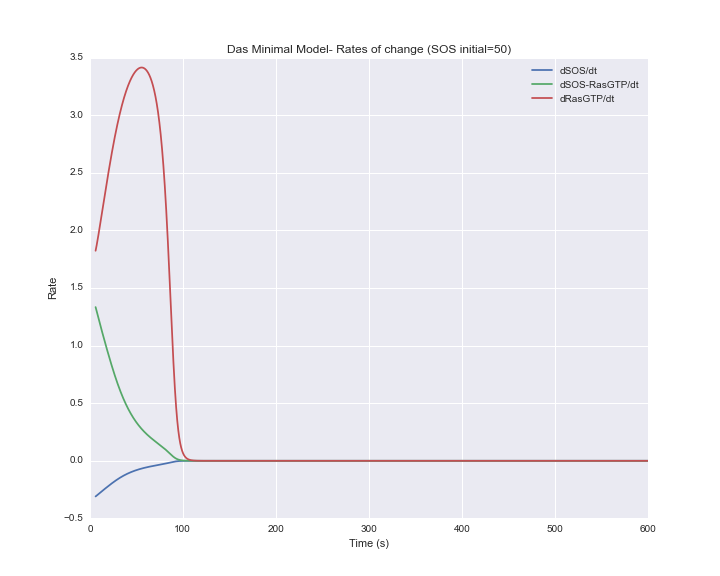 Das Minimal Model- Rates of change (SOS initial=50)
dSOS/dt
dSOS-RasGTP/dt
dRasGTP/dt
3.5
3.0
2.5
2.0
1.5
1.0
0.5
0.0
−0.5
Rate
0 100 200 300 400 500 600
Time (s)